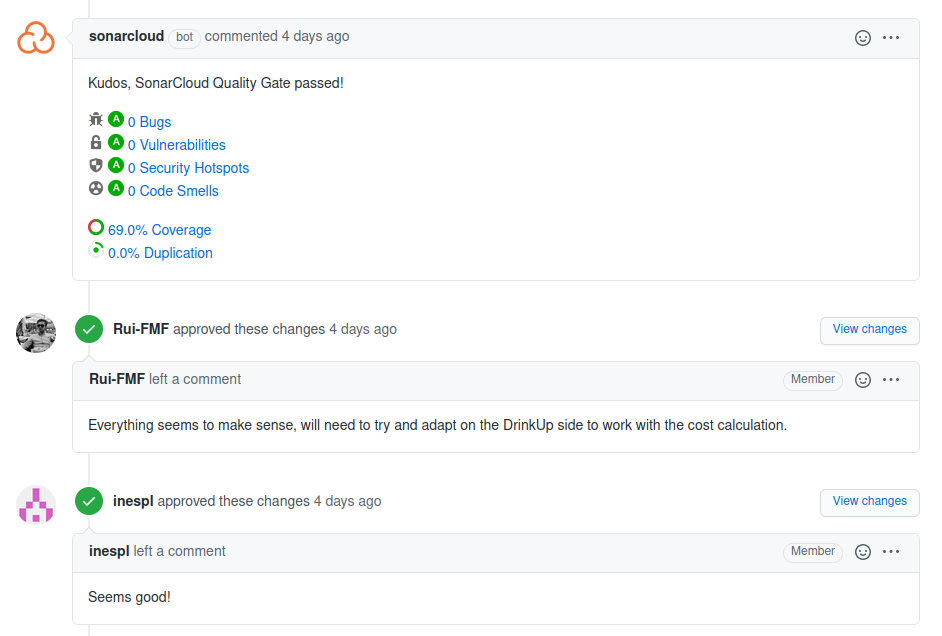 sonarcloud bot commented 4 days ago
Kudos, SonarCloud Quality Gate passed!
A 0 Bugs
A 0 Vulnerabilities
A 0 Security Hotspots
A 0 Code Smells
69.0% Coverage
0.0% Duplication
Rui-FMF approved these changes 4 days ago View changes
Rui-FMF left a comment Member
Everything seems to make sense, will need to try and adapt on the DrinkUp side to work with the cost calculation.
inespl approved these changes 4 days ago View changes
inespl left a comment Member
Seems good!